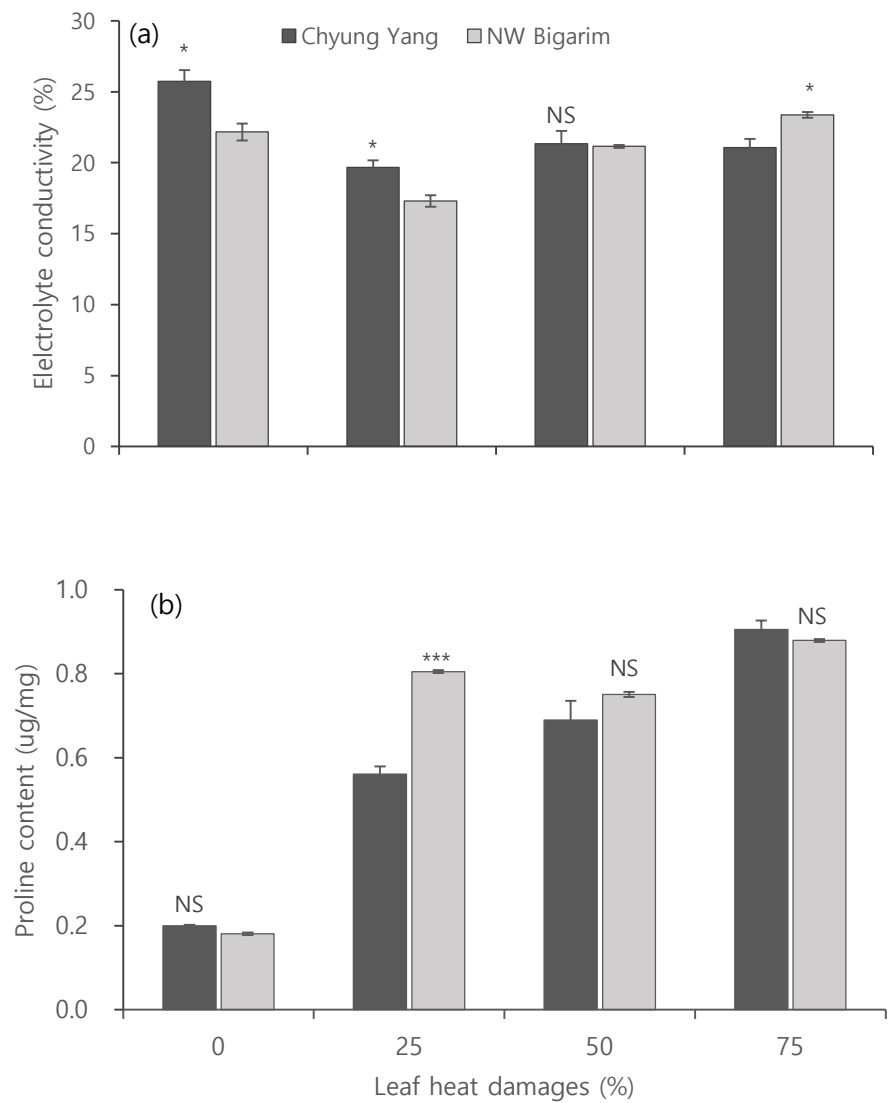 (a)
Chyung Yang
NW Bigarim
Elelctrolyte conductivity (%)
30
25
20
15
10
5
0
*
*
NS
*
(b)
Proline content (ug/mg)
1.0
0.8
0.6
0.4
0.2
0.0
NS
***
NS
NS
0
25
50
75
Leaf heat damages (%)